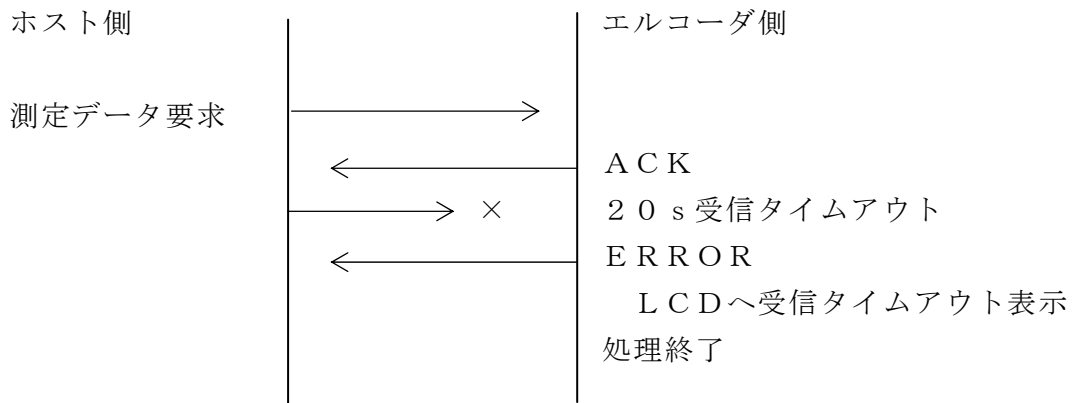 ホスト側
エルコーダ側
測定データ要求
ＡＣＫ
×
２０ｓ受信タイムアウト
ＥＲＲＯＲ
ＬＣＤへ受信タイムアウト表示
処理終了